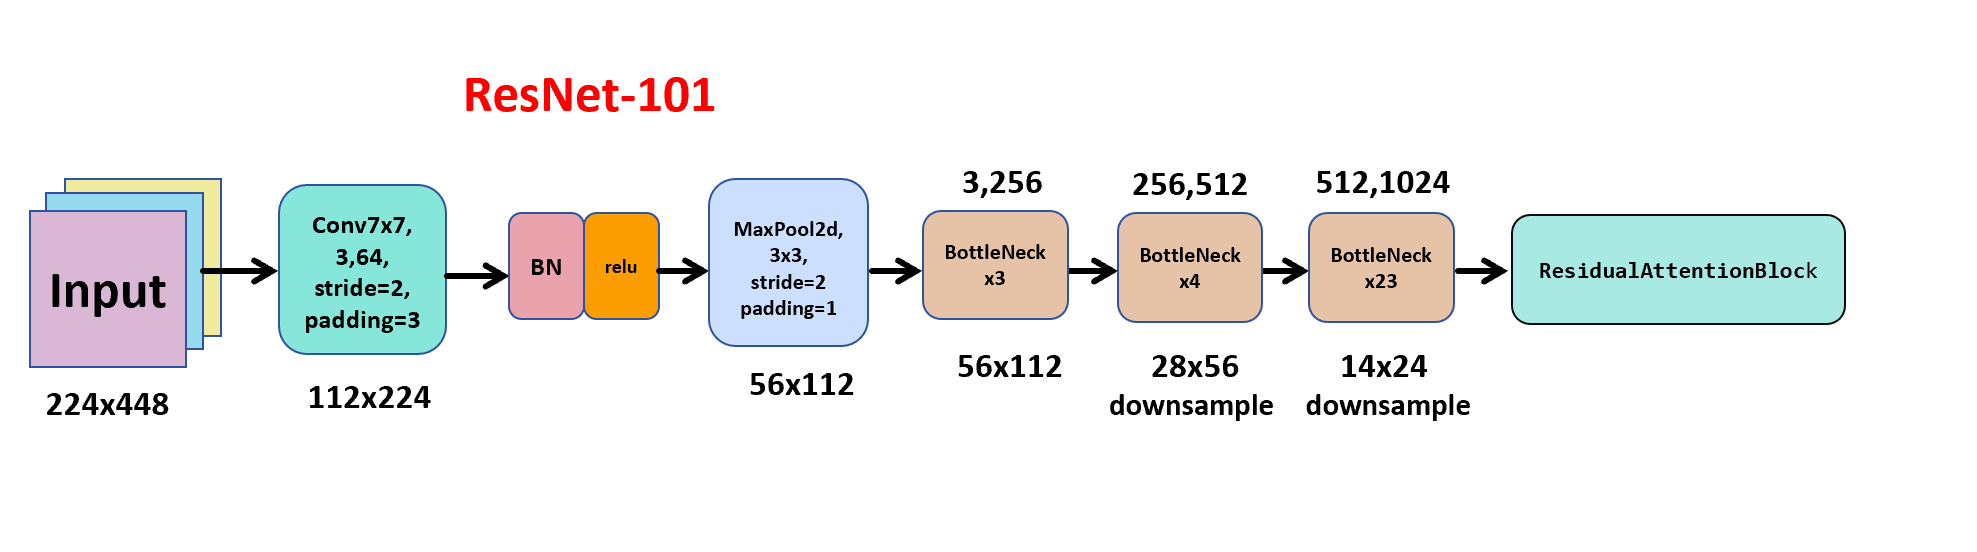 ResNet-101
Input
224x448
Conv7x7,
3,64,
stride=2,
padding=3
112x224
BN
relu
MaxPool2d,
3x3,
stride=2
padding=1
56x112
3,256
BottleNeck
x3
56x112
256,512
BottleNeck
x4
28x56
downsample
512,1024
BottleNeck
x23
14x24
downsample
ResidualAttentionBlock